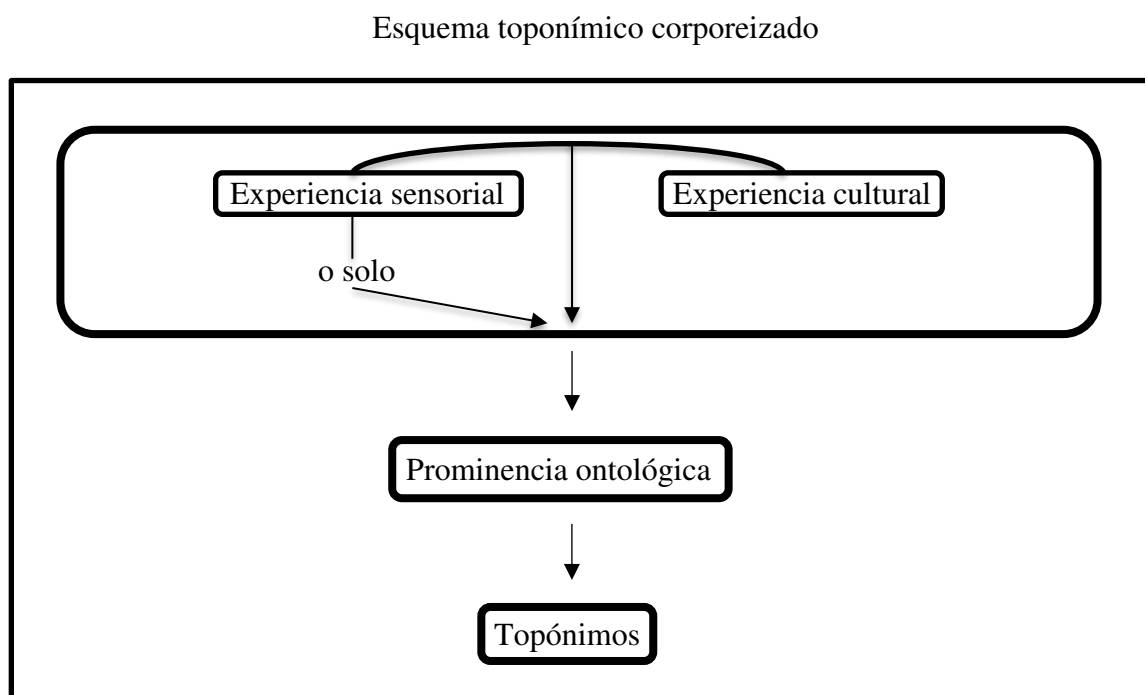 Esquema toponímico corporeizado
Experiencia sensorial
Experiencia cultural
o solo
Prominencia ontológica
Topónimos